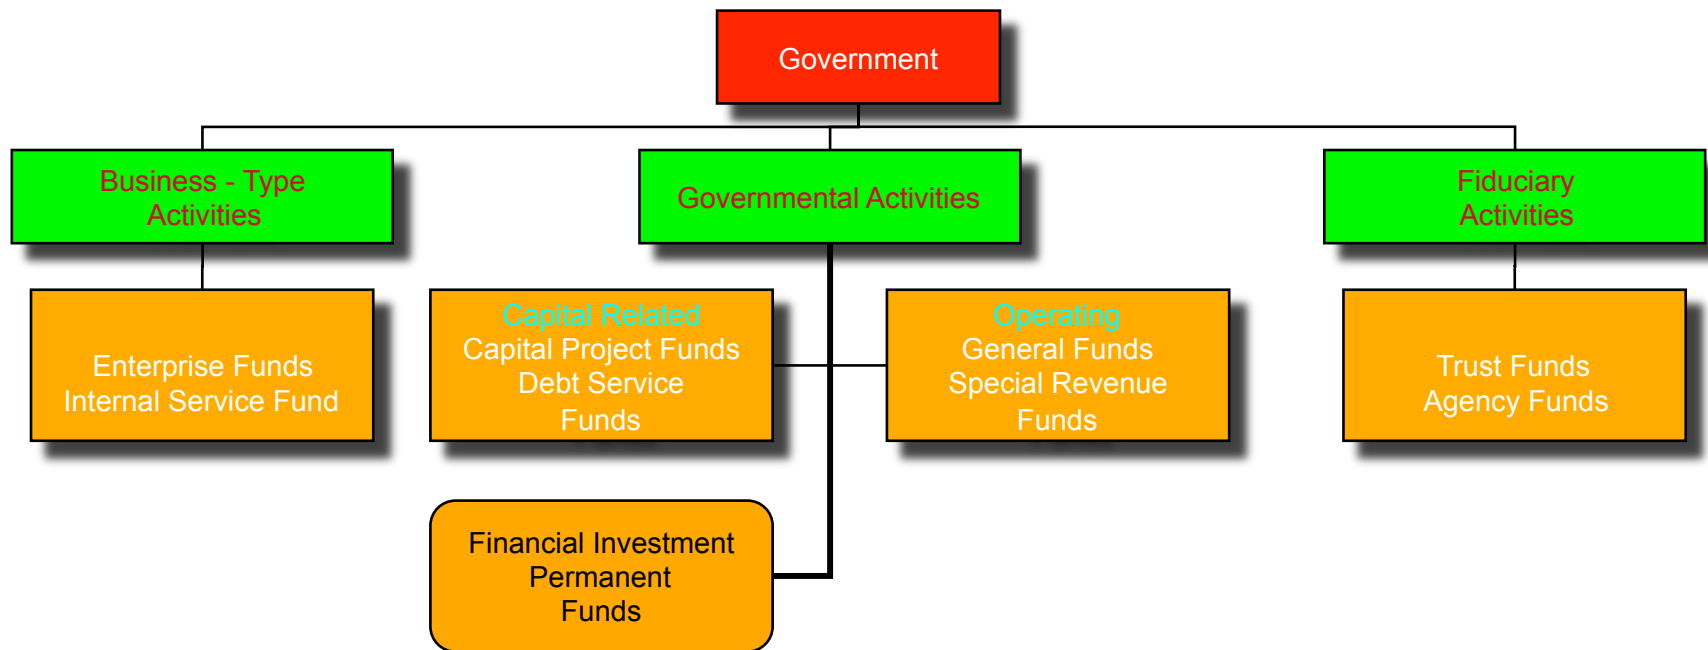 Government
Business - Type
Activities
Governmental Activities
Fiduciary
Activities
Enterprise Funds
Internal Service Fund
Capital Related
Capital Project Funds
Debt Service
Funds
Operating
General Funds
Special Revenue
Funds
Trust Funds
Agency Funds
Financial Investment
Permanent
Funds